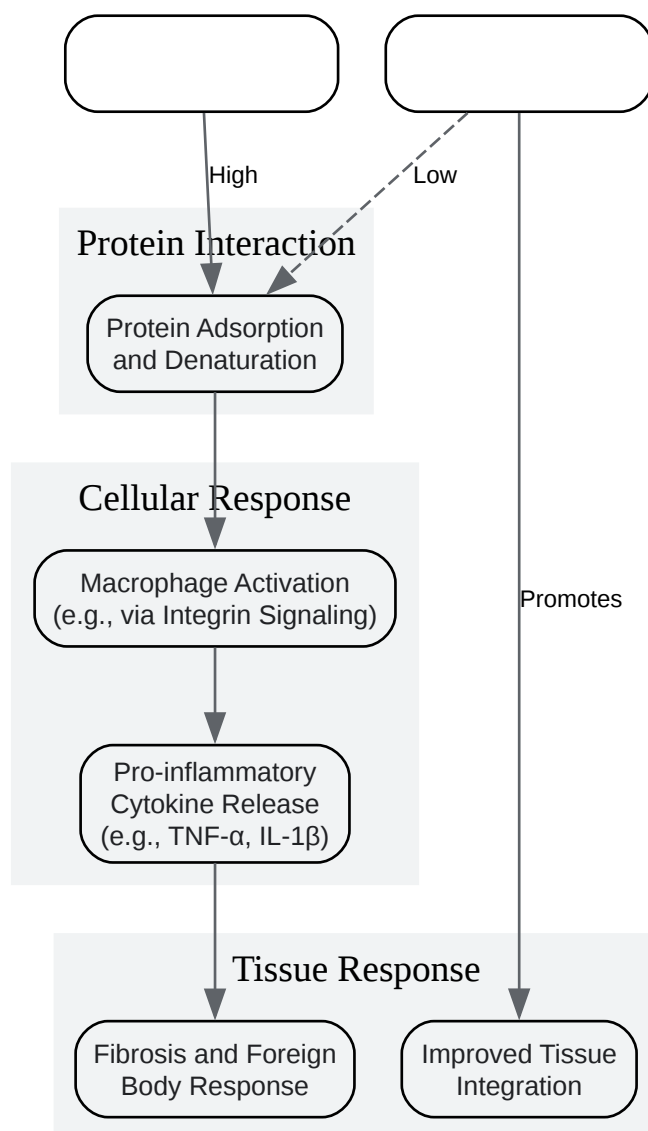 High
Low
Protein Interaction
Protein Adsorption
and Denaturation
Cellular Response
Macrophage Activation
(e.g., via Integrin Signaling)
Promotes
Pro-inflammatory
Cytokine Release
(e.g., TNF-α, IL-1β)
Tissue Response
Fibrosis and Foreign
Body Response
Improved Tissue
Integration